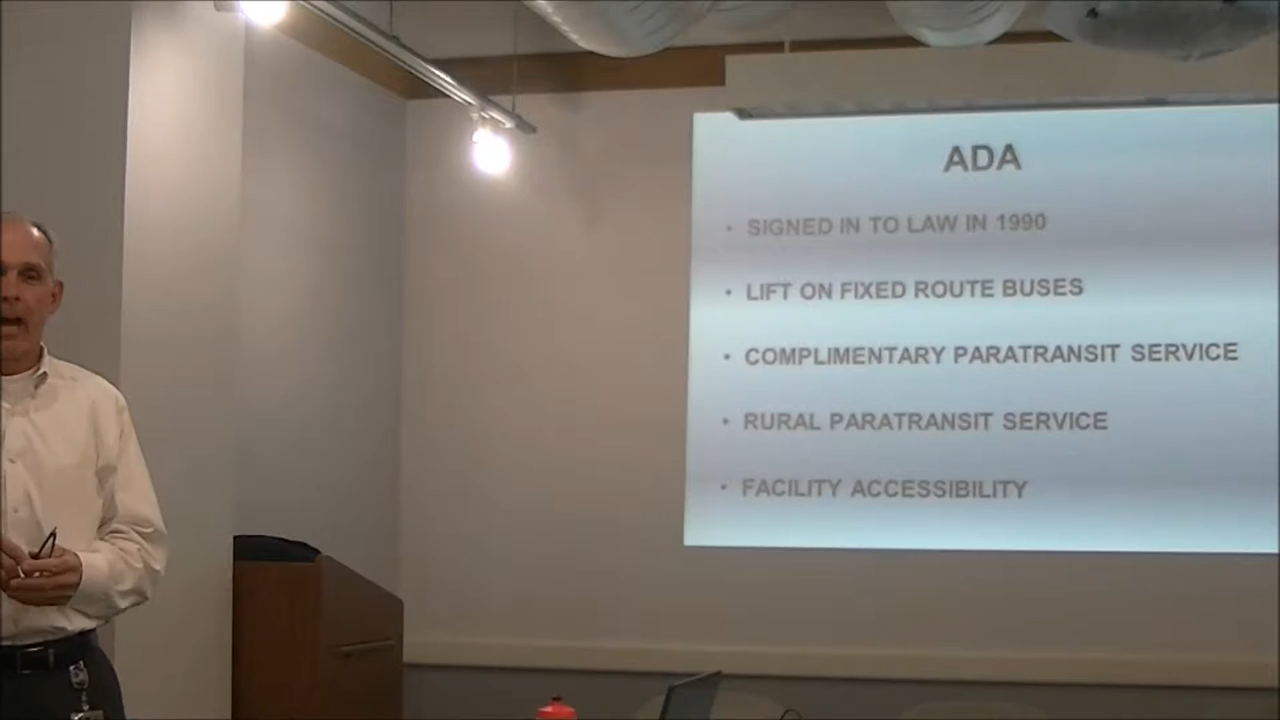 ADA
• SIGNED IN TO LAW IN 1990
• LIFT ON FIXED ROUTE BUSES
• COMPLIMENTARY PARATRANSIT SERVICE
• RURAL PARATRANSIT SERVICE
• FACILITY ACCESSIBILITY